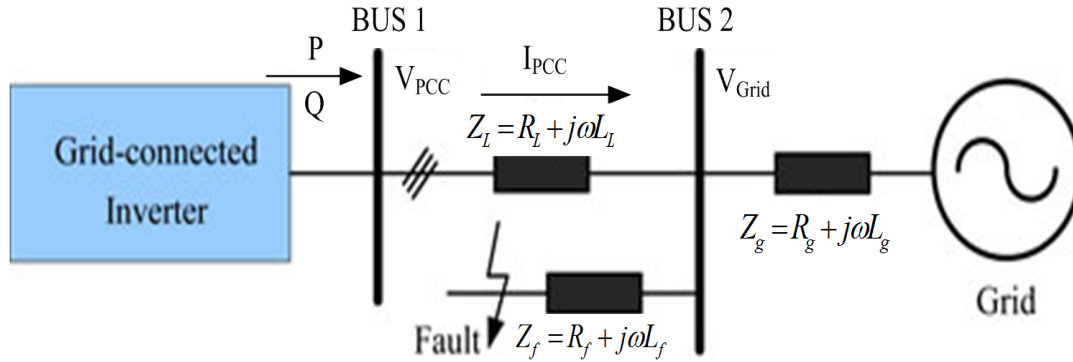 BUS 1
BUS 2
P
Q
V_PCC
I_PCC
V_Grid
Grid-connected
Inverter
Z_L = R_L + jωL_L
Z_g = R_g + jωL_g
Grid
Fault
Z_f = R_f + jωL_f